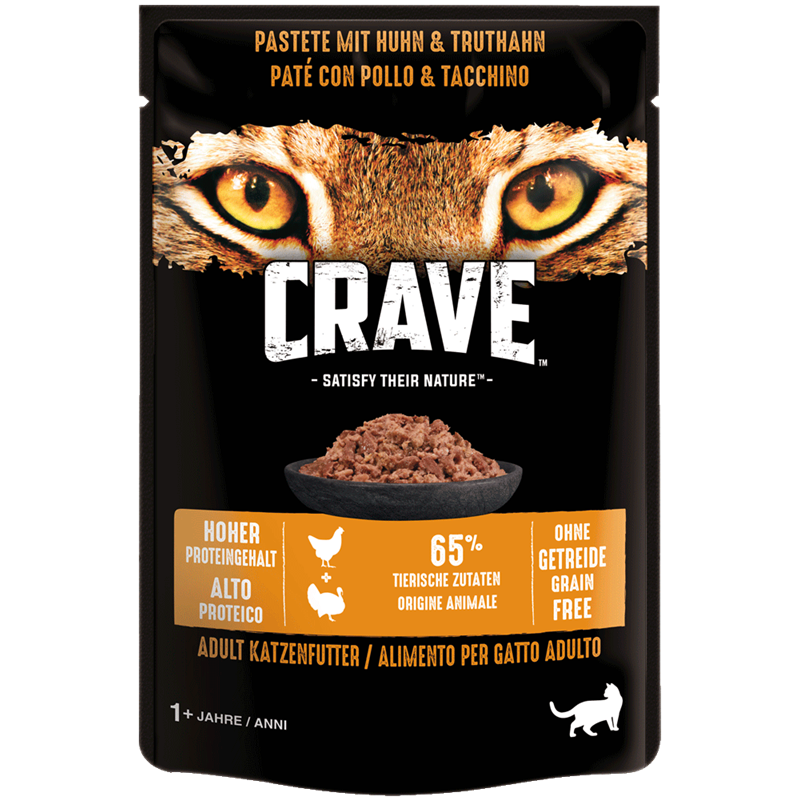 PASTETE MIT HUHN & TRUTHAHN
PATÉ CON POLLO & TACCHINO
CRAVE™
- SATISFY THEIR NATURE™ -
HOHER
PROTEINGEHALT
ALTO
PROTEICO
+
65%
TIERISCHE ZUTATEN
ORIGINE ANIMALE
OHNE
GETREIDE
GRAIN
FREE
ADULT KATZENFUTTER / ALIMENTO PER GATTO ADULTO
1+ JAHRE / ANNI